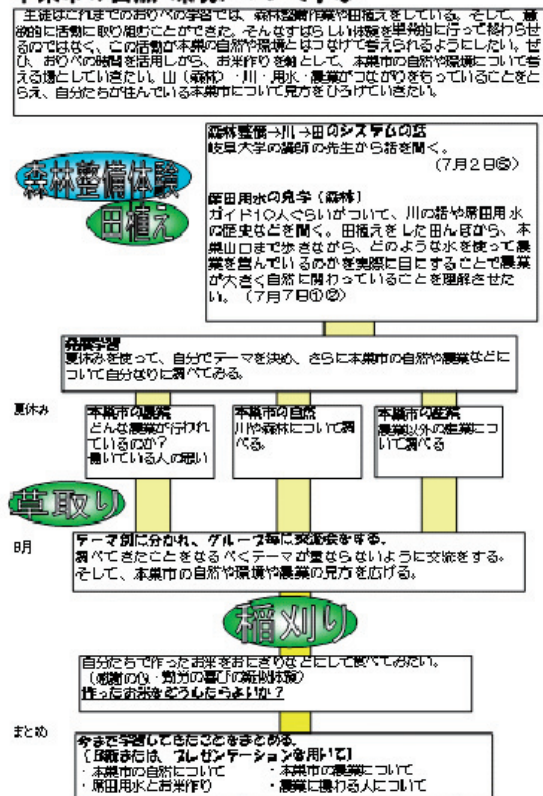 生徒はこれまでのおりべの学習では、森林整備作業や田植えをしている。そして、意
欲的に活動に取り組むことができた。そんなすばらしい体験を単発的に行って終わらせ
るのではなく、この活動が本巣の自然や環境とはつなげて考えられるようにしたい。ぜ
ひ、おりべの時間を活用しながら、お米作りを軸として、本巣市の自然や環境について考
える場としていきたい。山(森林)・川・用水・農業がつながりをもっていることをと
らえ、自分たちが住んでいる本巣市について見方をひろげていきたい。
森林整備体験
田植え
森林整備→川→田のシステムの話
岐阜大学の講師の先生から話を聞く。
(7月2日⑤)
席田用水の見学(森林)
ガイド10人ぐらいがついて、川の話や席田用水
の歴史などを聞く。田植えをした田んぼから、本
巣山口まで歩きながら、どのような水を使って農
業を営んでいるのかを実際に目にすることで農業
が大きく自然に関わっていることを理解させた
い。(7月7日①②)
発展学習
夏休みを使って、自分でテーマを決め、さらに本巣市の自然や農業などに
ついて自分なりに調べてみる。
夏休み
本巣市の農業
どんな農業が行われ
ているのか?
働いている人の思い
本巣市の自然
川や森林について調
べる。
本巣市の産業
農業以外の産業につ
いて調べる
草取り
9月
テーマ別に分かれ、グループ毎に交流会をする。
調べてきたことをなるべくテーマが重ならないように交流をする。
そして、本巣市の自然や環境や農業の見方を広げる。
稲刈り
自分たちで作ったお米をおにぎりなどにして食べてみたい。
(感謝の心・労力の喜びの疑似体験)
作ったお米をどうしたらよいか?
まとめ
今まで学習してきたことをまとめる。
・本巣市の自然について
・本巣市の農業について
・席田用水とお米作り
・農業に携わる人について